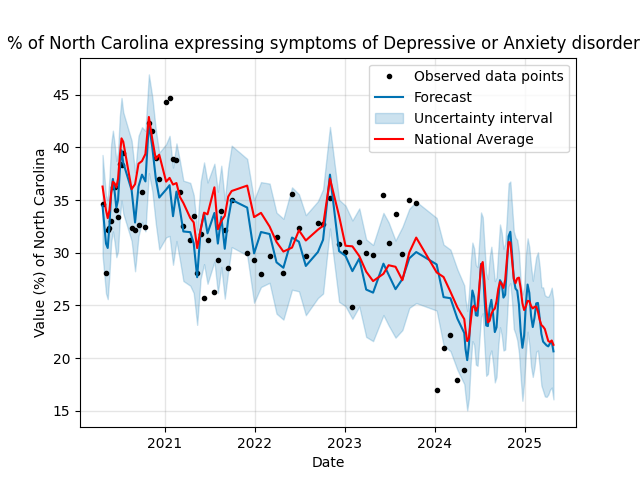 % of North Carolina expressing symptoms of Depressive or Anxiety disorder
Observed data points
Forecast
Uncertainty interval
National Average
Value (%) of North Carolina
45
40
35
30
25
20
15
2021
2022
2023
2024
2025
Date